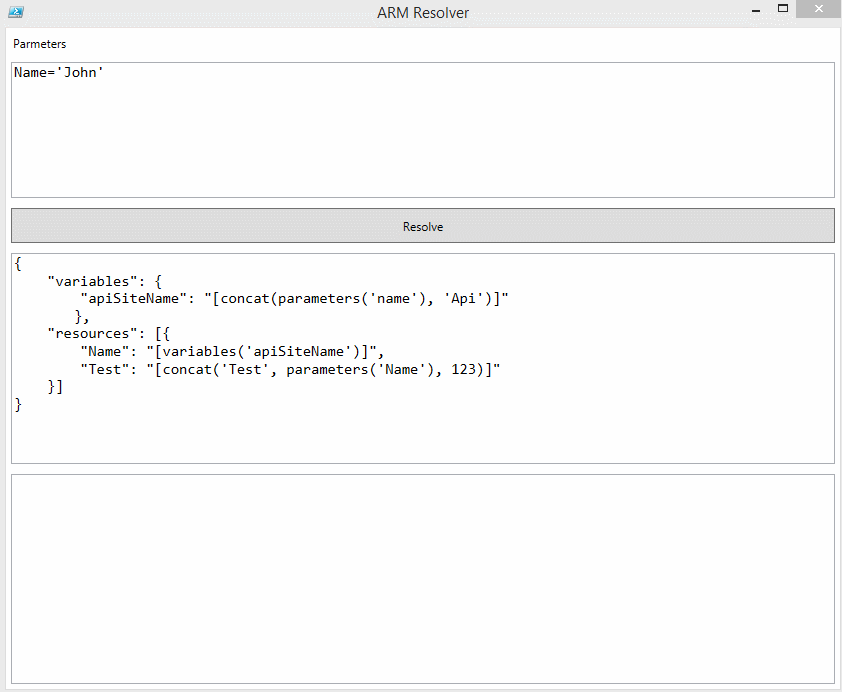 ARM Resolver
Parmeters
Name='John'
Resolve
{
    "variables": {
        "apiSiteName": "[concat(parameters('name'), 'Api')]"
       },
    "resources": [{
        "Name": "[variables('apiSiteName')]",
        "Test": "[concat('Test', parameters('Name'), 123)]"
    }]
}